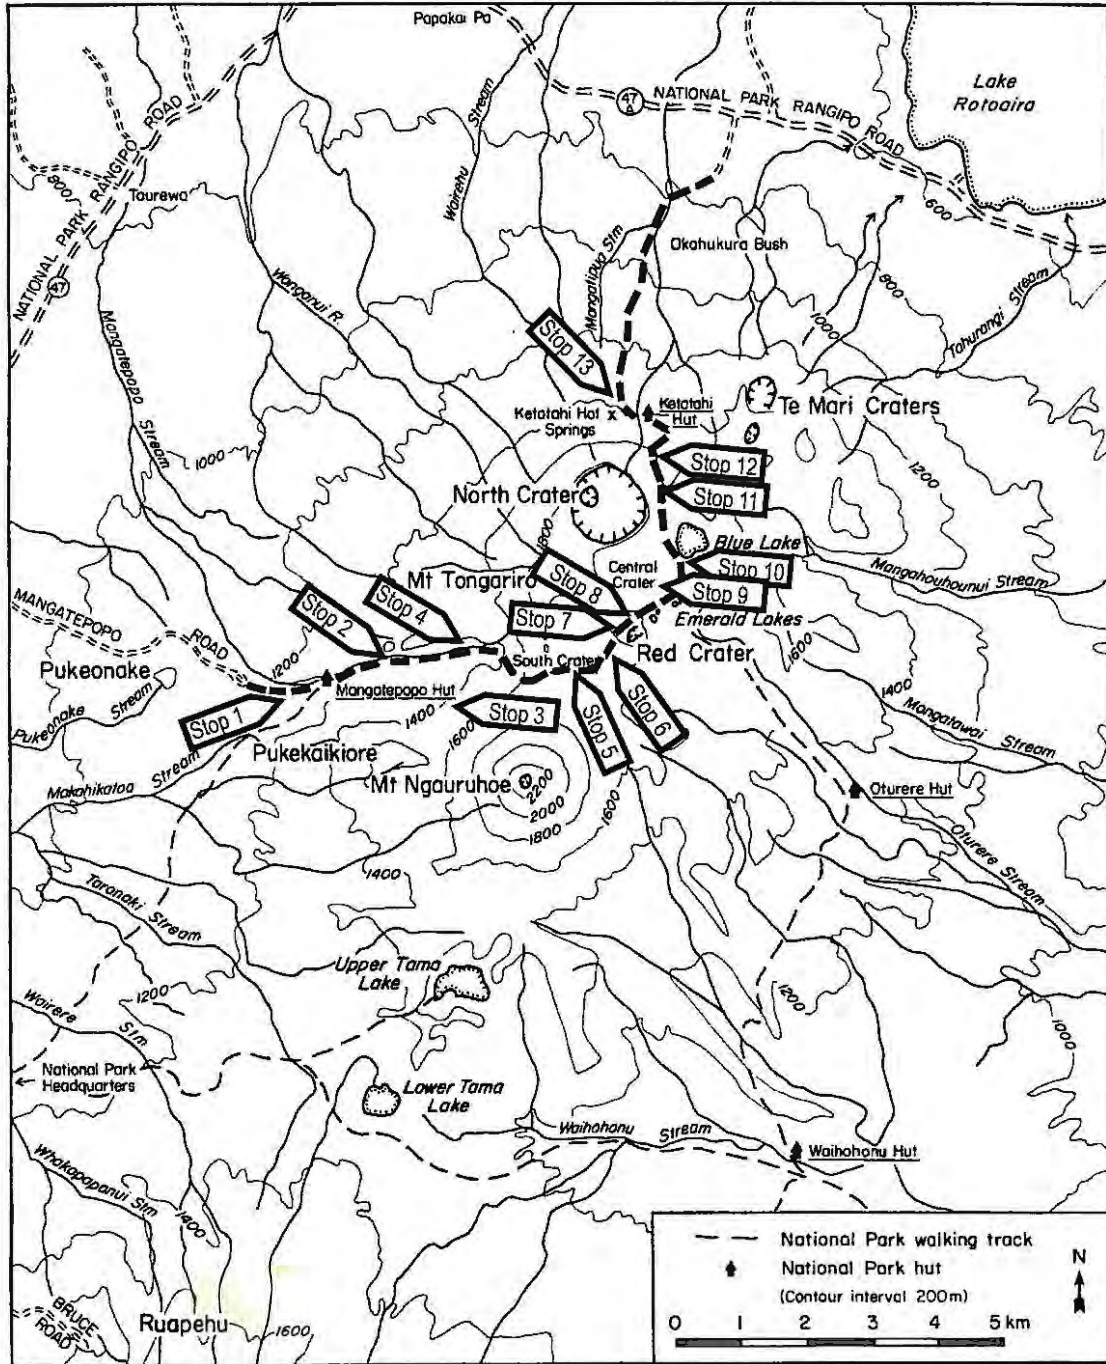 Papakai Pa
Lake
Rotoaira
47
A
NATIONAL PARK RANGIPO ROAD
NATIONAL PARK RANGIPO ROAD
47
800
Taurewa
Wairehu Stream
600
Okahukura Bush
Mangatipua Stm
Wanganui R.
800
1000
Tahurangi Stream
Mangatepopo Stream
Stop 13
Ketatahi Hot
Springs
x
Ketatahi
Hut
Te Mari Craters
1000
Stop 12
1200
North Crater
Stop 11
1800
Blue Lake
Central
Crater
Stop 10
Mangahouhounui Stream
Mt Tongariro
Stop 8
Stop 9
Stop 4
Stop 2
Stop 7
Emerald Lakes
MANGATEPOPO ROAD
Red Crater
1600
Pukeonake
1200
South Crater
Mangatepopo Hut
1400
Pukeonake Stream
Stop 1
1400
Stop 3
Stop 5
Stop 6
Mangatawai Stream
1600
Pukekaikiore
Makahikatoa Stream
Mt Ngauruhoe
2200
2000
1800
1600
Oturere Hut
1400
Oturere Stream
Taranaki Stream
Upper Tama
Lake
1200
1200
Wairere Stm
1000
National Park
Headquarters
Lower Tama
Lake
Waihohonu Stream
Waihohonu Hut
Whakapapanui Stm
1400
Ruapehu
1600
BRUCE
ROAD
National Park walking track
National Park hut
(Contour interval 200m)
N
0 1 2 3 4 5 km